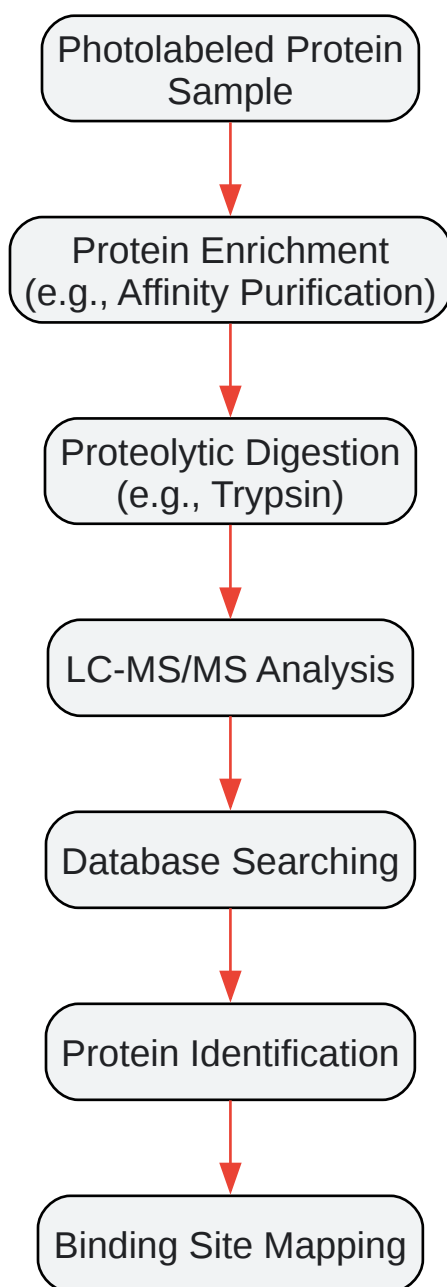 Photolabeled Protein
Sample
Protein Enrichment
(e.g., Affinity Purification)
Proteolytic Digestion
(e.g., Trypsin)
LC-MS/MS Analysis
Database Searching
Protein Identification
Binding Site Mapping